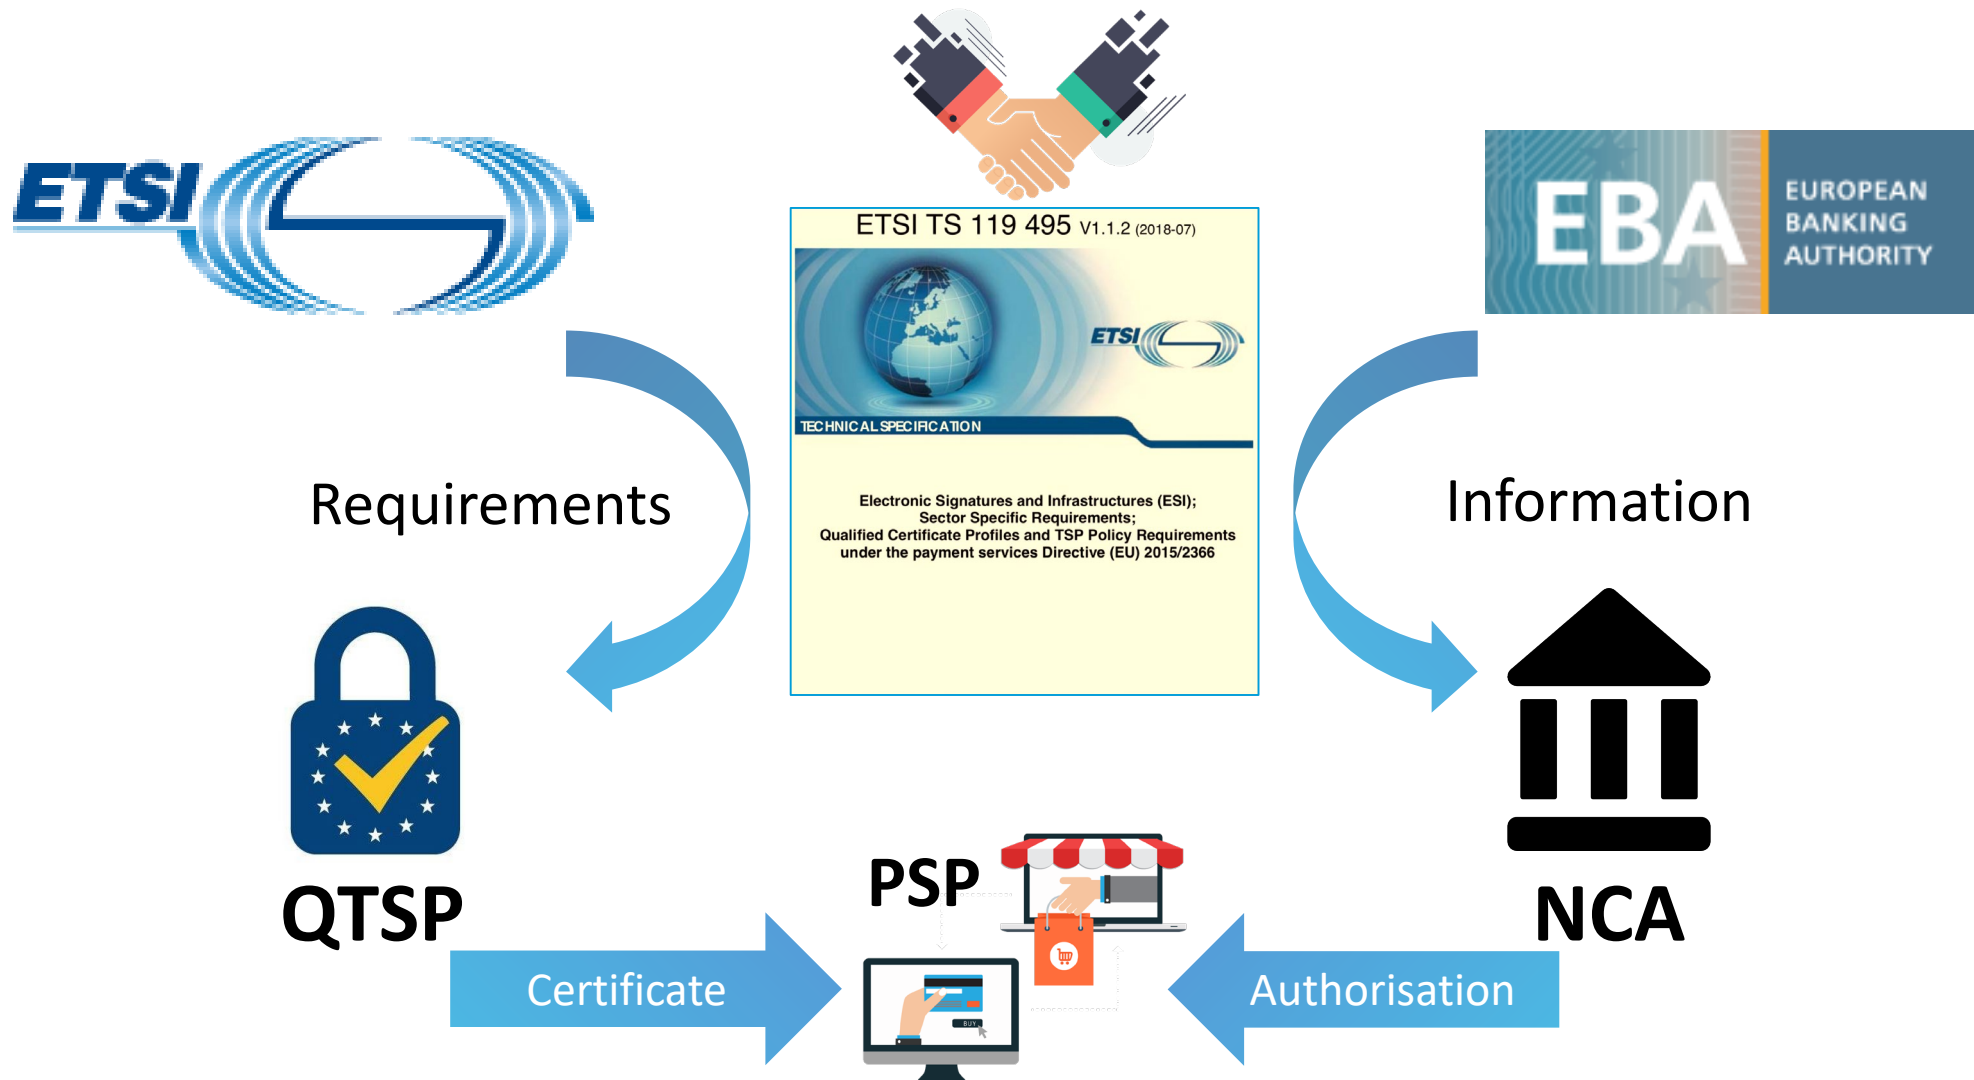 ETSI
EBA
EUROPEAN
BANKING
AUTHORITY
ETSI TS 119 495 V1.1.2 (2018-07)
ETSI
TECHNICAL SPECIFICATION
Electronic Signatures and Infrastructures (ESI);
Sector Specific Requirements;
Qualified Certificate Profiles and TSP Policy Requirements
under the payment services Directive (EU) 2015/2366
Requirements
Information
QTSP
PSP
NCA
Certificate
BUY
Authorisation